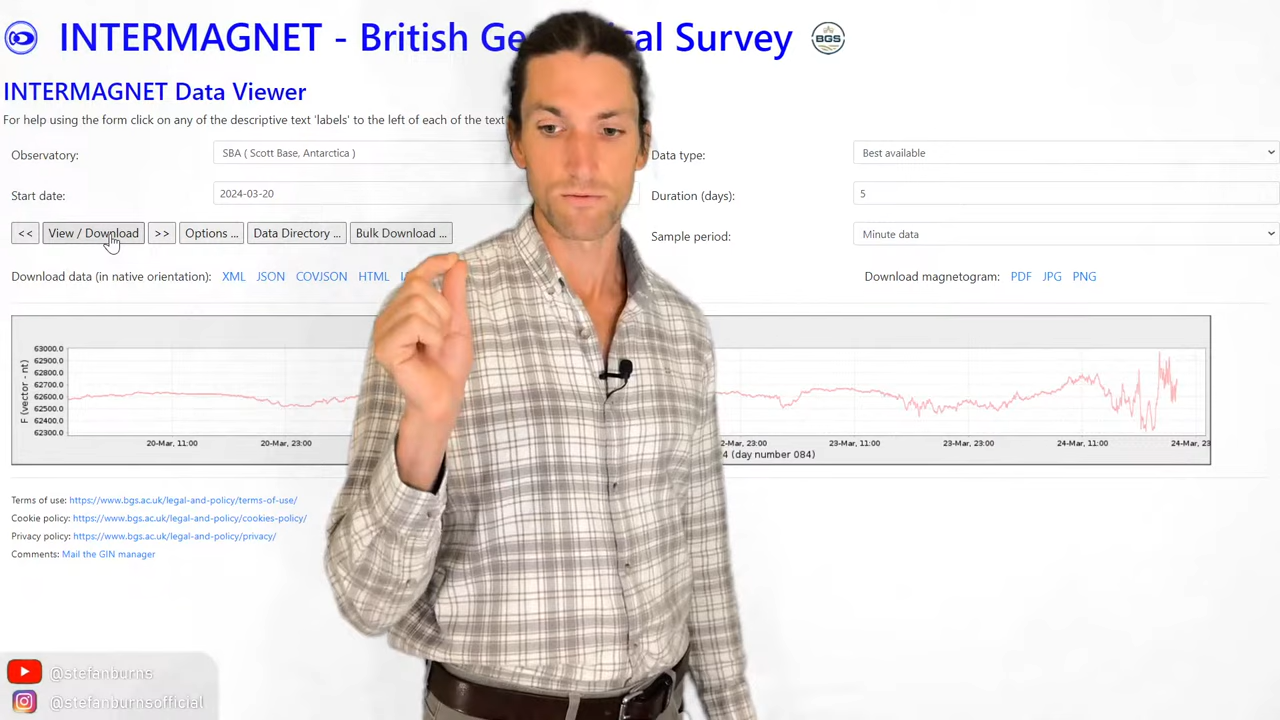 INTERMAGNET - British Ge al Survey
BGS
INTERMAGNET Data Viewer
For help using the form click on any of the descriptive text 'labels' to the left of each of the text
Observatory:
SBA ( Scott Base, Antarctica )
Data type:
Best available
Start date:
2024-03-20
Duration (days):
5
<< View / Download >> Options ... Data Directory ... Bulk Download ...
Sample period:
Minute data
Download data (in native orientation): XML JSON COVJSON HTML
Download magnetogram: PDF JPG PNG
F (vector - nt)
63000.0
62900.0
62800.0
62700.0
62600.0
62500.0
62400.0
62300.0
20-Mar, 11:00 20-Mar, 23:00 2-Mar, 23:00 23-Mar, 11:00 23-Mar, 23:00 24-Mar, 11:00 24-Mar, 23
4 (day number 084)
Terms of use: https://www.bgs.ac.uk/legal-and-policy/terms-of-use/
Cookie policy: https://www.bgs.ac.uk/legal-and-policy/cookies-policy/
Privacy policy: https://www.bgs.ac.uk/legal-and-policy/privacy/
Comments: Mail the GIN manager
@stefanburns
@stefanburnsofficial